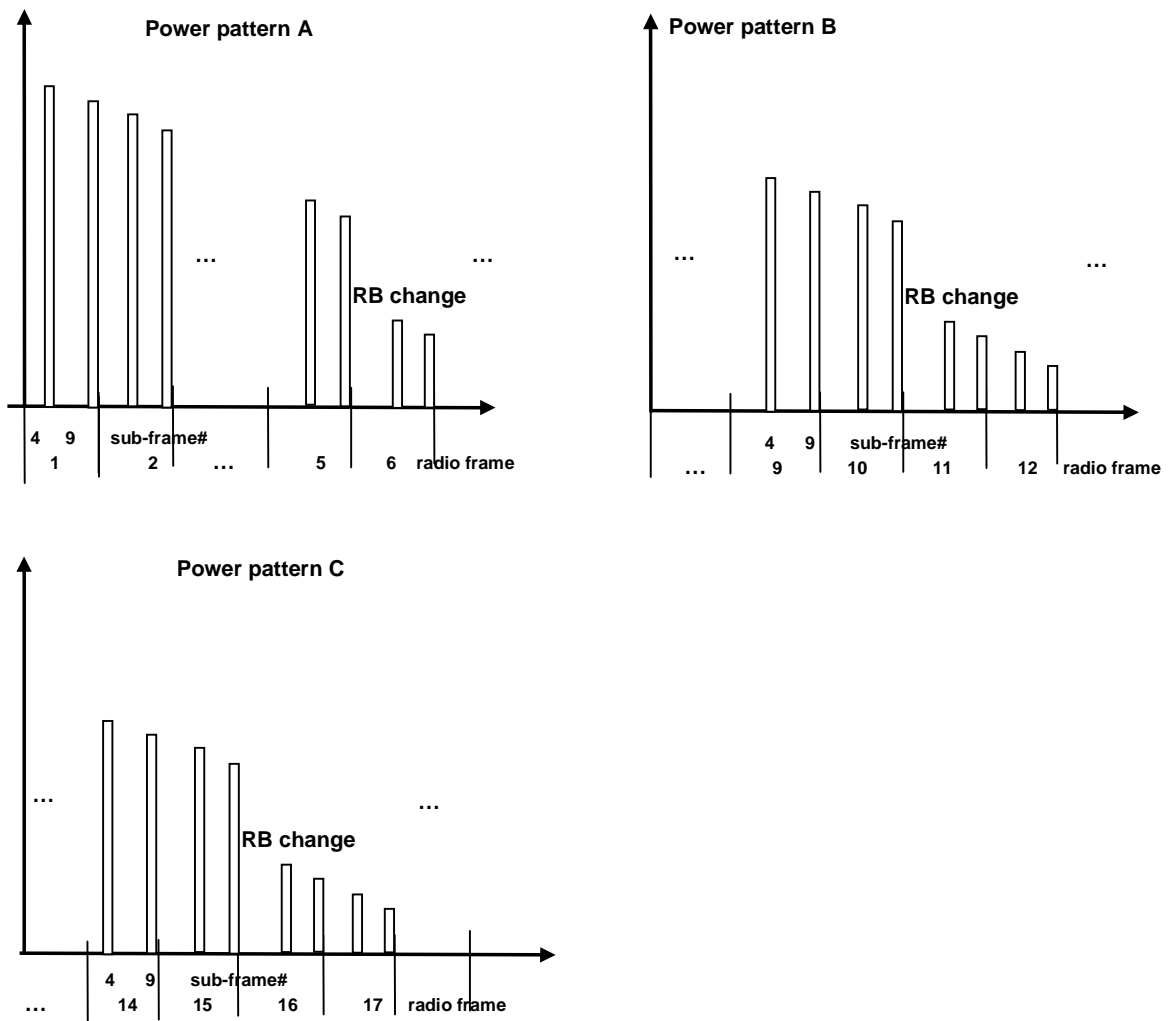 Power pattern A
...
...
RB change
4 9 sub-frame#
1 2 ... 5 6 radio frame
Power pattern B
...
...
RB change
4 9 sub-frame#
... 9 10 11 12 radio frame
Power pattern C
...
...
RB change
4 9 sub-frame#
... 14 15 16 17 radio frame